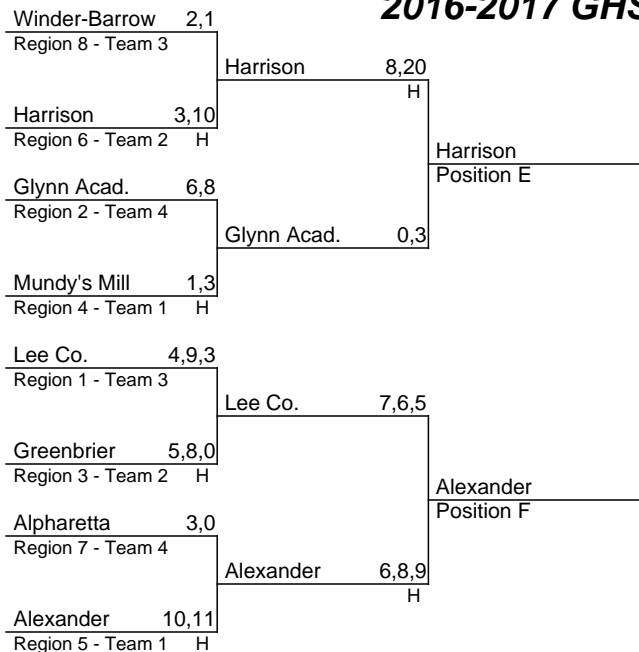 2016-2017 GHS
Winder-Barrow 2,1
Region 8 - Team 3
Harrison 8,20
H
Harrison 3,10
Region 6 - Team 2 H
Harrison
Position E
Glynn Acad. 6,8
Region 2 - Team 4
Glynn Acad. 0,3
Mundy's Mill 1,3
Region 4 - Team 1 H
Lee Co. 4,9,3
Region 1 - Team 3
Lee Co. 7,6,5
Greenbrier 5,8,0
Region 3 - Team 2 H
Alexander
Position F
Alpharetta 3,0
Region 7 - Team 4
Alexander 6,8,9
H
Alexander 10,11
Region 5 - Team 1 H